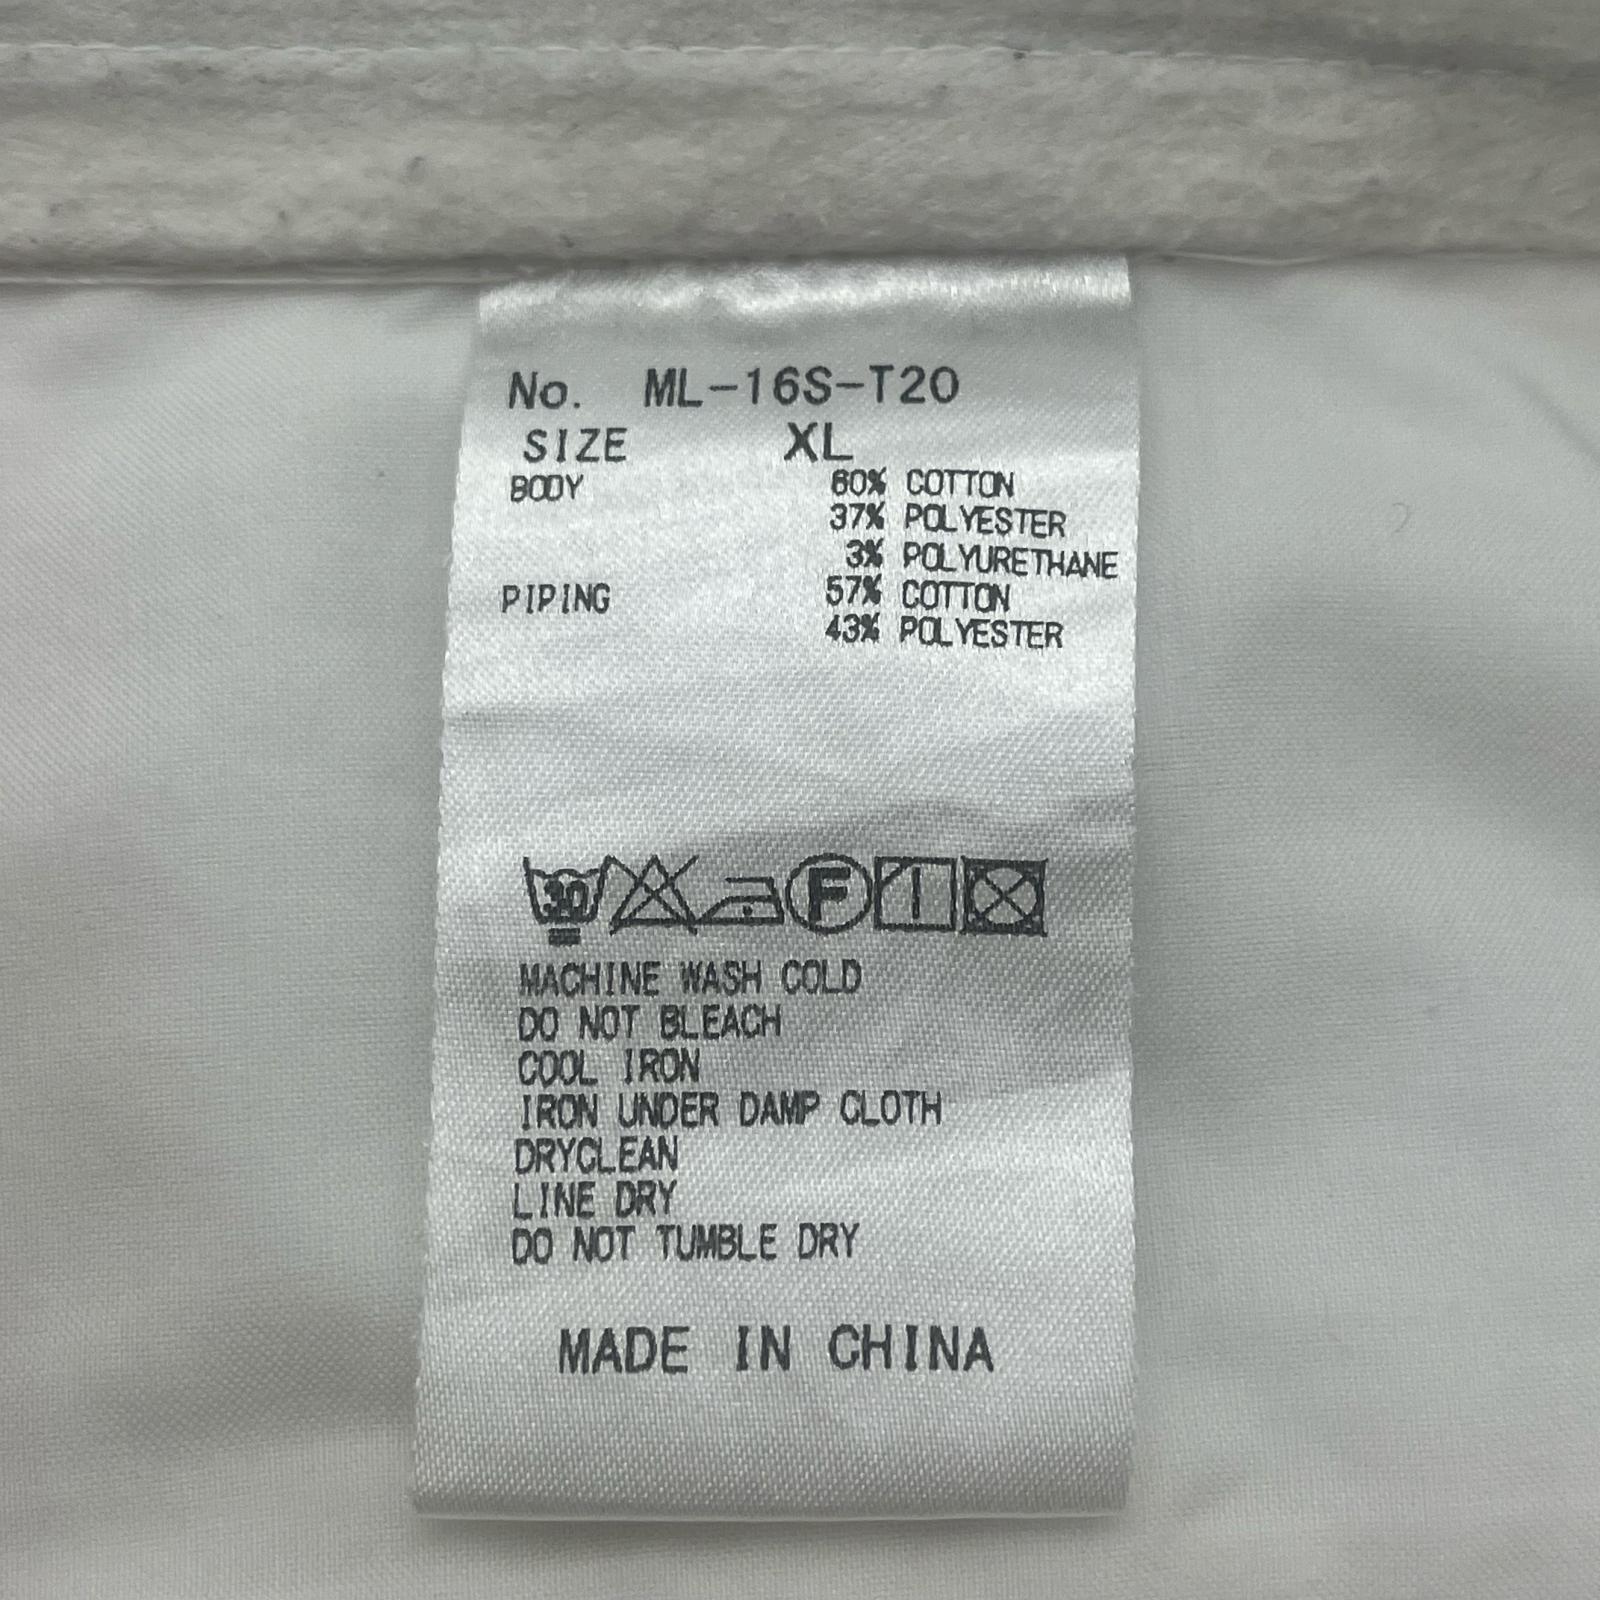 No. ML-16S-T20
SIZE XL
BODY 60% COTTON
37% POLYESTER
3% POLYURETHANE
PIPING 57% COTTON
43% POLYESTER
30 F
MACHINE WASH COLD
DO NOT BLEACH
COOL IRON
IRON UNDER DAMP CLOTH
DRYCLEAN
LINE DRY
DO NOT TUMBLE DRY
MADE IN CHINA